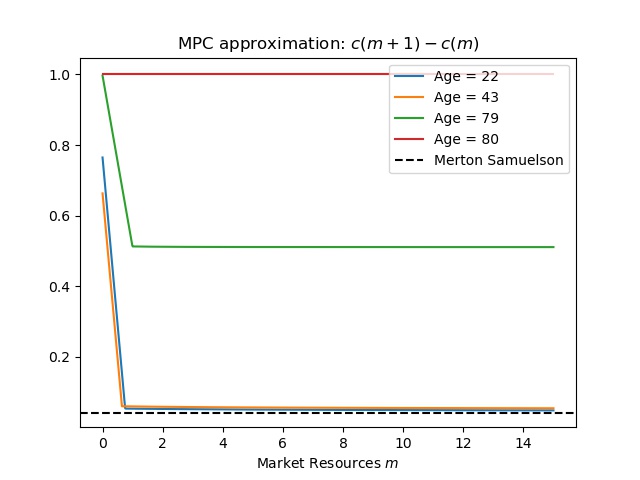 MPC approximation: c(m + 1) − c(m)
1.0
0.8
0.6
0.4
0.2
Age = 22
Age = 43
Age = 79
Age = 80
Merton Samuelson
0 2 4 6 8 10 12 14
Market Resources m